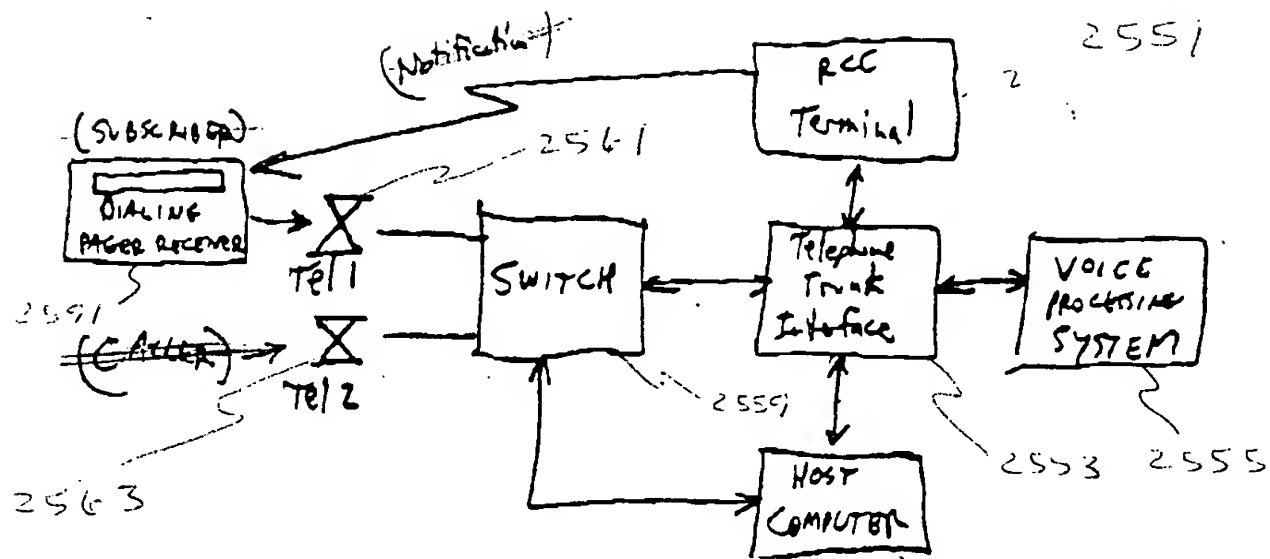 2551
(Notification)
RCC
Terminal
2
(SUBSCRIBER)
DIALING
PAGER RECEIVER
2561
Tel 1
SWITCH
Telephone
Trunk
Interface
VOICE
PROCESSING
SYSTEM
2591
(CALLER)
Tel 2
2559
2563
HOST
COMPUTER
2553
2555